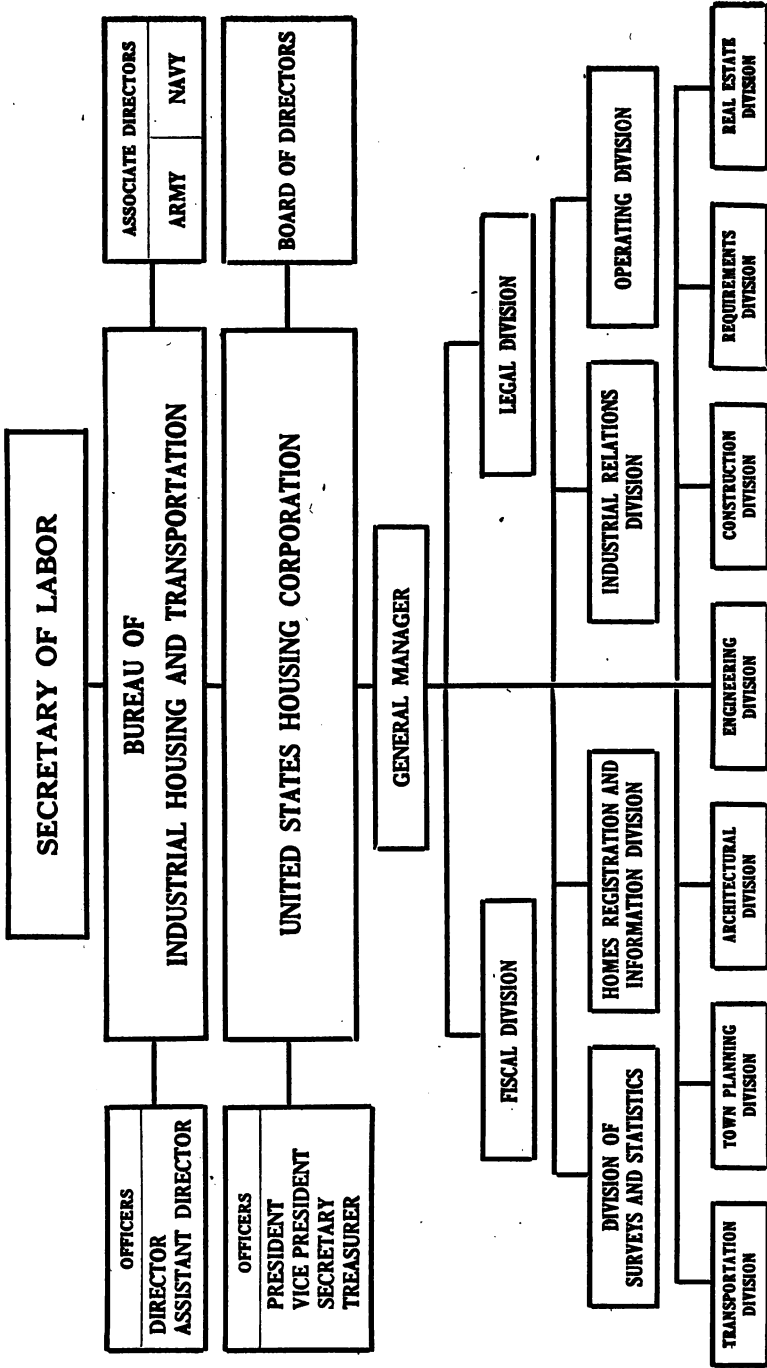 SECRETARY OF LABOR
OFFICERS
DIRECTOR
ASSISTANT DIRECTOR
BUREAU OF
INDUSTRIAL HOUSING AND TRANSPORTATION
ASSOCIATE DIRECTORS
ARMY
NAVY
OFFICERS
PRESIDENT
VICE PRESIDENT
SECRETARY
TREASURER
UNITED STATES HOUSING CORPORATION
BOARD OF DIRECTORS
GENERAL MANAGER
FISCAL DIVISION
LEGAL DIVISION
DIVISION OF
SURVEYS AND STATISTICS
HOMES REGISTRATION AND
INFORMATION DIVISION
INDUSTRIAL RELATIONS
DIVISION
OPERATING DIVISION
TRANSPORTATION
DIVISION
TOWN PLANNING
DIVISION
ARCHITECTURAL
DIVISION
ENGINEERING
DIVISION
CONSTRUCTION
DIVISION
REQUIREMENTS
DIVISION
REAL ESTATE
DIVISION